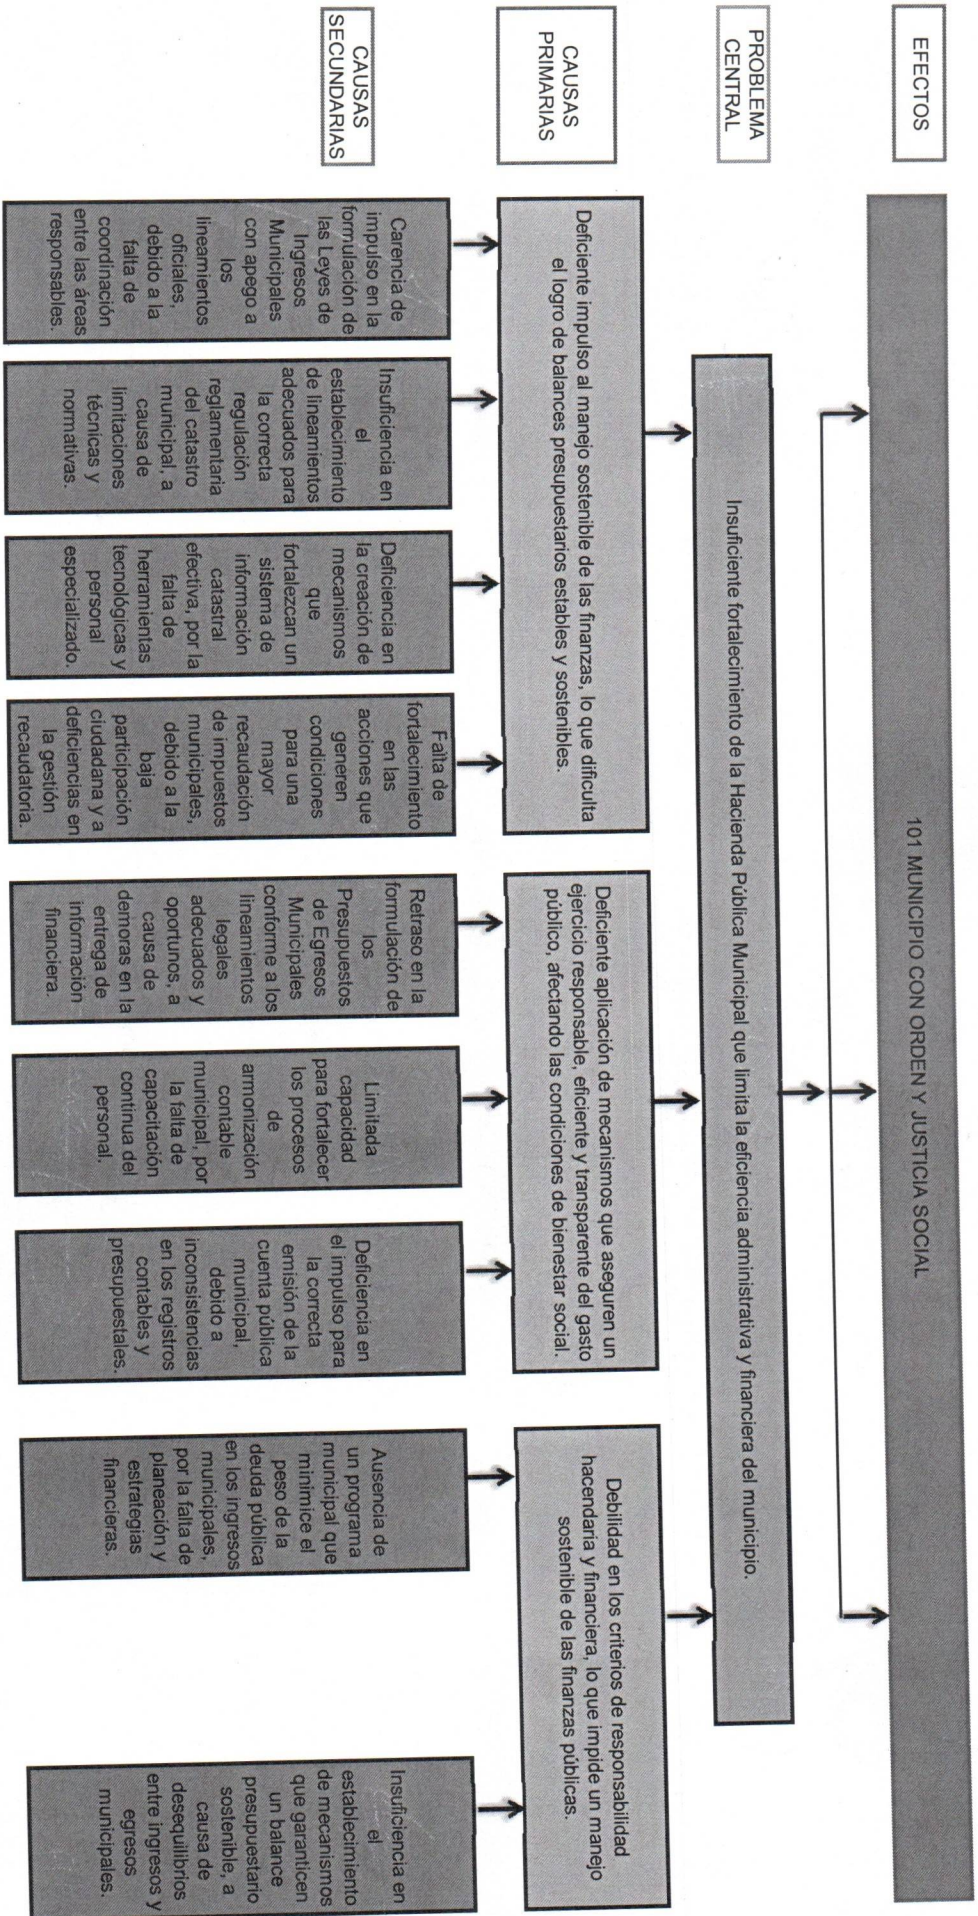 EFECTOS
101 MUNICIPIO CON ORDEN Y JUSTICIA SOCIAL
PROBLEMA
CENTRAL
Insuficiente fortalecimiento de la Hacienda Pública Municipal que limita la eficiencia administrativa y financiera del municipio.
CAUSAS
PRIMARIAS
Deficiente impulso al manejo sostenible de las finanzas, lo que dificulta
el logro de balances presupuestarios estables y sostenibles.
Deficiente aplicación de mecanismos que aseguren un
ejercicio responsable, eficiente y transparente del gasto
público, afectando las condiciones de bienestar social.
Debilidad en los criterios de responsabilidad
hacendaria y financiera, lo que impide un manejo
sostenible de las finanzas públicas.
CAUSAS
SECUNDARIAS
Carencia de
impulso en la
formulación de
las Leyes de
Ingresos
Municipales
con apego a
los
lineamientos
oficiales,
debido a la
falta de
coordinación
entre las áreas
responsables.
Insuficiencia en
el
establecimiento
de lineamientos
adecuados para
la correcta
regulación
reglamentaria
del catastro
municipal, a
causa de
limitaciones
técnicas y
normativas.
Deficiencia en
la creación de
mecanismos
que
fortalezcan un
sistema de
información
catastral
efectiva, por la
falta de
herramientas
tecnológicas y
personal
especializado.
Falta de
fortalecimiento
en las
acciones que
generen
condiciones
para una
mayor
recaudación
de impuestos
municipales,
debido a la
baja
participación
ciudadana y a
deficiencias en
la gestión
recaudatoria.
Retraso en la
formulación de
los
Presupuestos
de Egresos
Municipales
conforme a los
lineamientos
legales
adecuados y
oportunos, a
causa de
demoras en la
entrega de
información
financiera.
Limitada
capacidad
para fortalecer
los procesos
de
armonización
contable
municipal, por
la falta de
capacitación
continua del
personal.
Deficiencia en
el impulso para
la correcta
emisión de la
cuenta pública
municipal,
debido a
inconsistencias
en los registros
contables y
presupuestales.
Ausencia de
un programa
municipal que
minimice el
peso de la
deuda pública
en los ingresos
municipales,
por la falta de
planeación y
estrategias
financieras.
Insuficiencia en
el
establecimiento
de mecanismos
que garanticen
un balance
presupuestario
sostenible, a
causa de
desequilibrios
entre ingresos y
egresos
municipales.